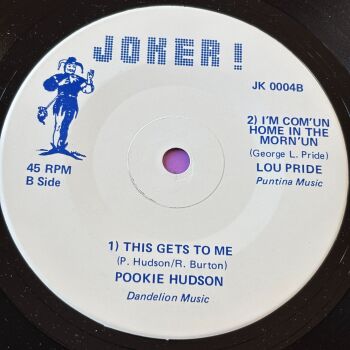 JOKER!
JK 0004B
2) I'M COM'UN
HOME IN THE
MORN'UN
(George L. Pride)
LOU PRIDE
Puntina Music
45 RPM
B Side
1) THIS GETS TO ME
(P. Hudson/R. Burton)
POOKIE HUDSON
Dandelion Music